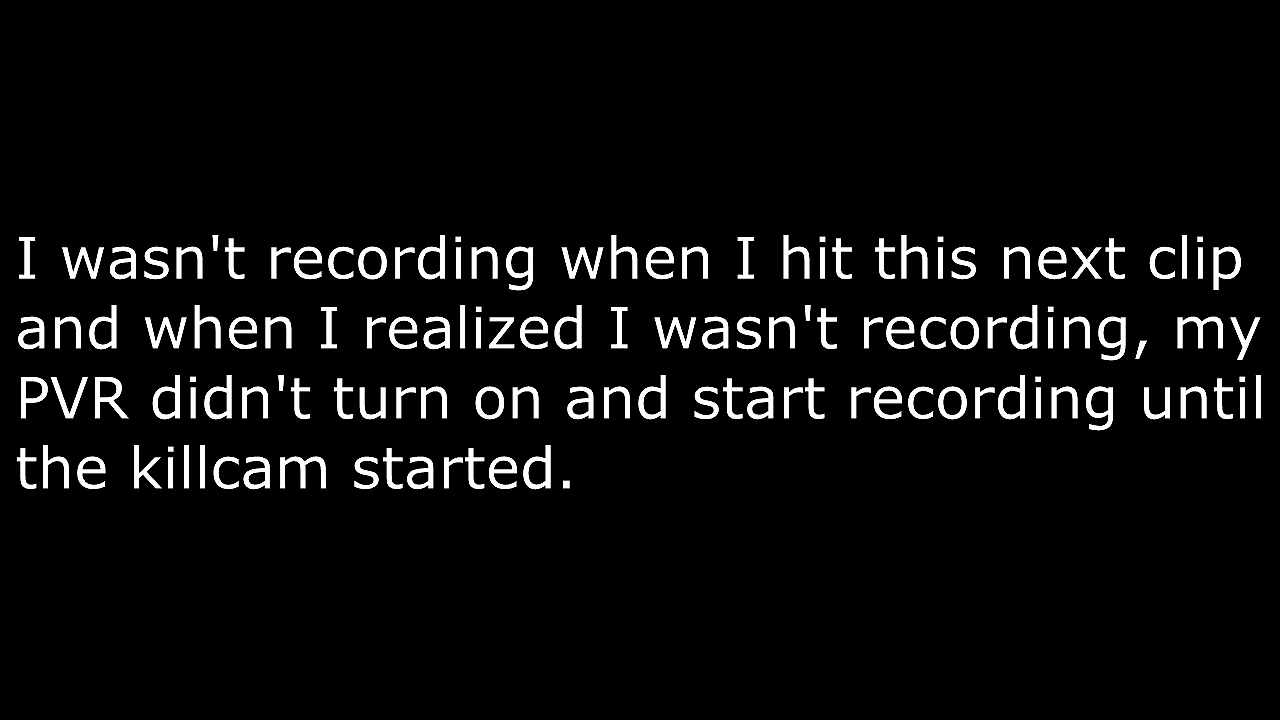 I wasn't recording when I hit this next clip
and when I realized I wasn't recording, my
PVR didn't turn on and start recording until
the killcam started.